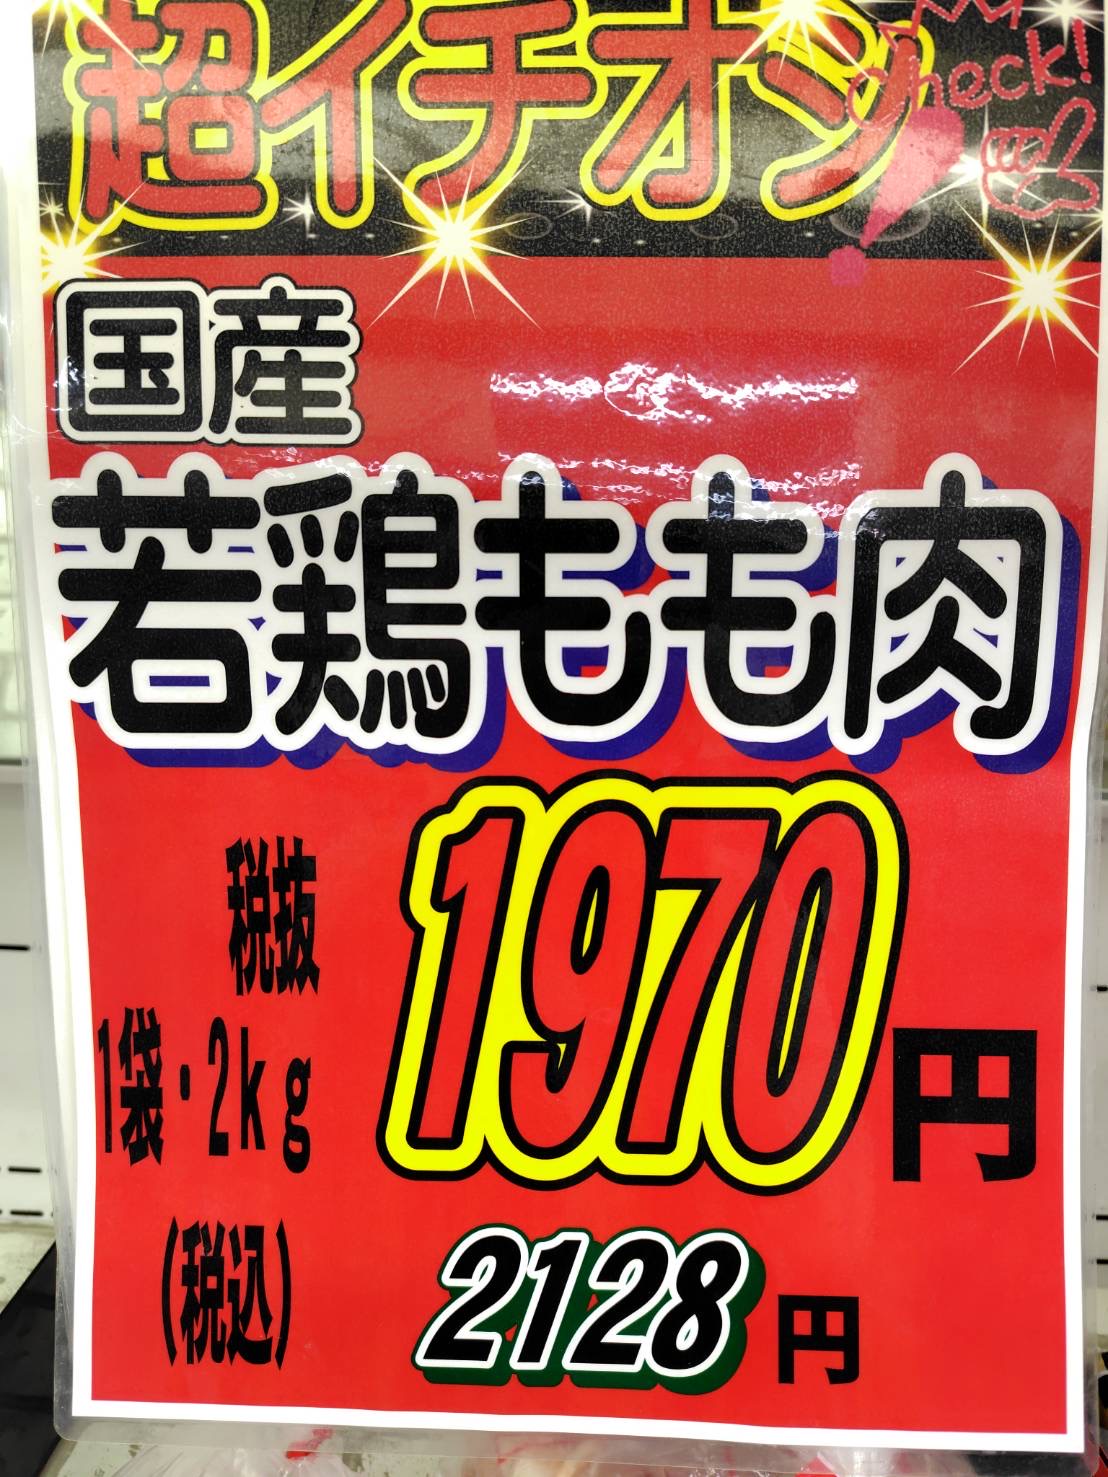 超イチオシ
Check!
国産
若鶏もも肉
税抜
1袋・2kg
1970円
(税込)
2128円